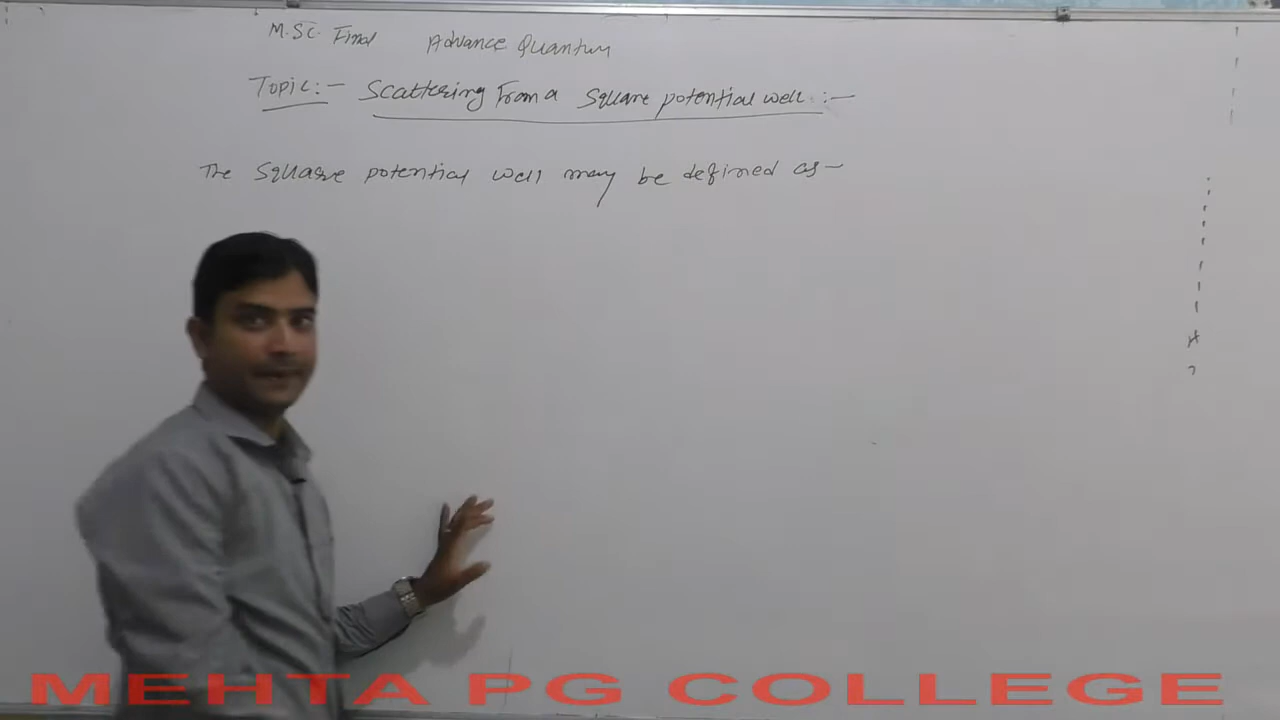 M.Sc. Final Advance Quantum
Topic:- Scattering From a Square potential well :-
The Square potential well may be defined as-
MEHTA PG COLLEGE